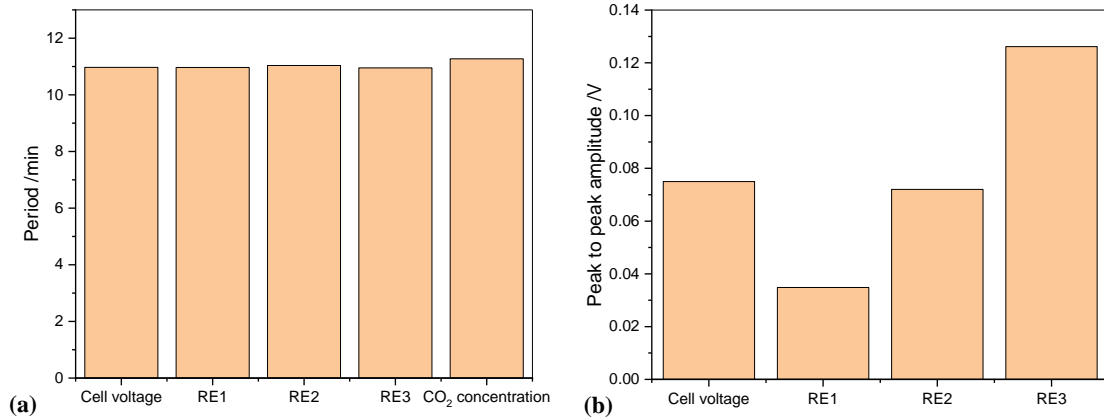 12
10
8
6
4
2
0
Period /min
Cell voltage RE1 RE2 RE3 CO₂ concentration
(a)
0.14
0.12
0.10
0.08
0.06
0.04
0.02
0.00
Peak to peak amplitude /V
Cell voltage RE1 RE2 RE3
(b)